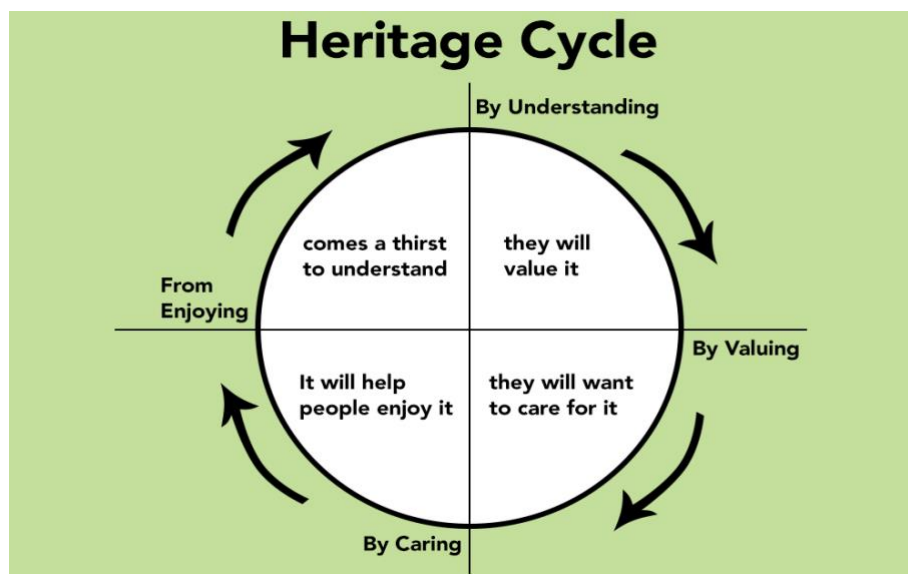 Heritage Cycle
By Understanding
comes a thirst
to understand
they will
value it
From
Enjoying
By Valuing
It will help
people enjoy it
they will want
to care for it
By Caring